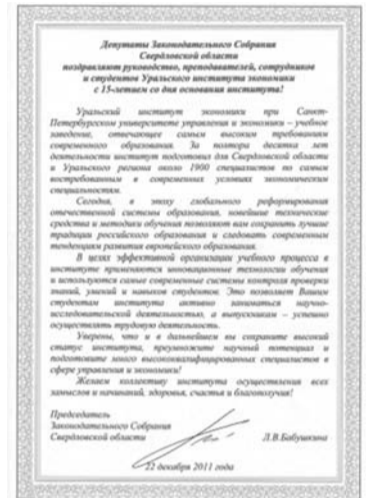 Депутаты Законодательного Собрания
Свердловской области
поздравляют руководство, преподавателей, сотрудников
и студентов Уральского института экономики
с 15-летием со дня основания института!
Уральский институт экономики при Санкт-
Петербургском университете управления и экономики – учебное
заведение, отвечающее самым высоким требованиям
современного образования. За полтора десятка лет
деятельности институт подготовил для Свердловской области
и Уральского региона около 1900 специалистов по самым
востребованным в современных условиях экономическим
специальностям.
Сегодня, в эпоху глобального реформирования
отечественной системы образования, новейшие технические
средства и методики обучения позволяют вам сохранить лучшие
традиции российского образования и следовать современным
тенденциям развития европейского образования.
В целях эффективной организации учебного процесса в
институте применяются инновационные технологии обучения
и используются самые современные системы контроля проверки
знаний, умений и навыков студентов. Это позволяет Вашим
студентам института активно заниматься научно-
исследовательской деятельностью, а выпускникам – успешно
осуществлять трудовую деятельность.
Уверены, что и в дальнейшем вы сохраните высокий
статус института, преумножите научный потенциал и
подготовите много высококвалифицированных специалистов в
сфере управления и экономики!
Желаем коллективу института осуществления всех
замыслов и начинаний, здоровья, счастья и благополучия!
Председатель
Законодательного Собрания
Свердловской области Л.В.Бабушкина
22 декабря 2011 года